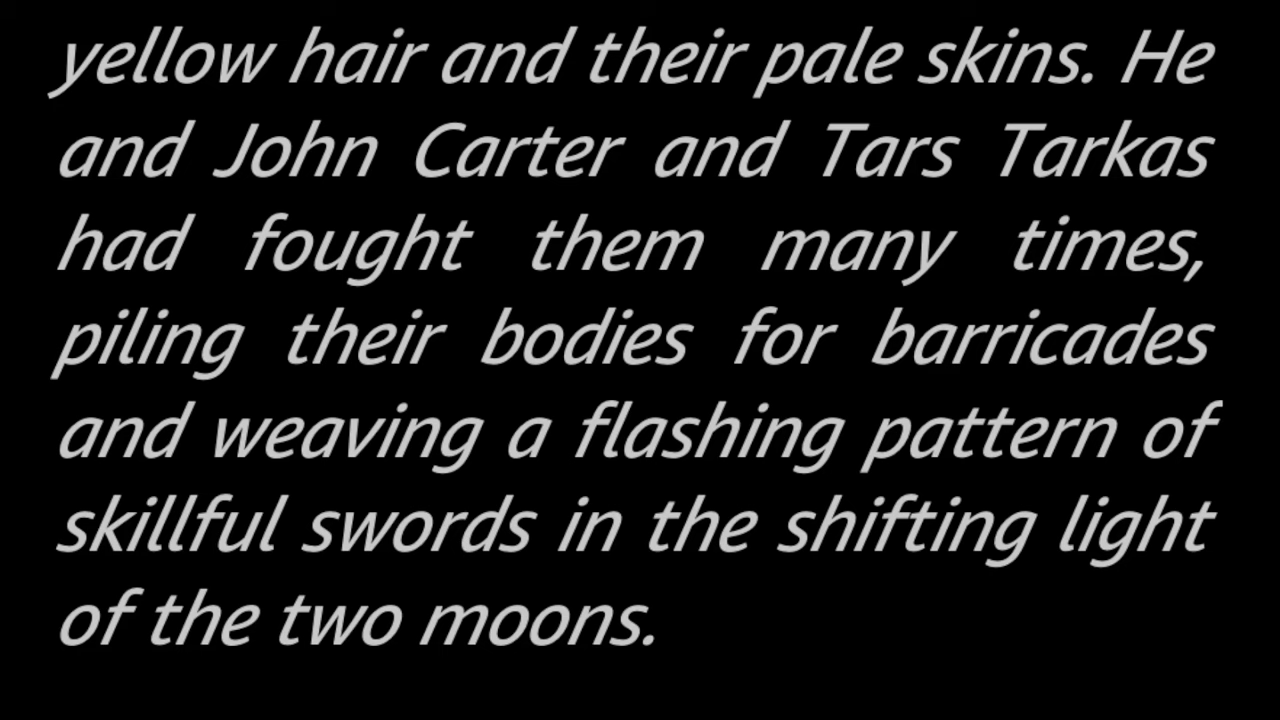 yellow hair and their pale skins. He
and John Carter and Tars Tarkas
had fought them many times,
piling their bodies for barricades
and weaving a flashing pattern of
skillful swords in the shifting light
of the two moons.